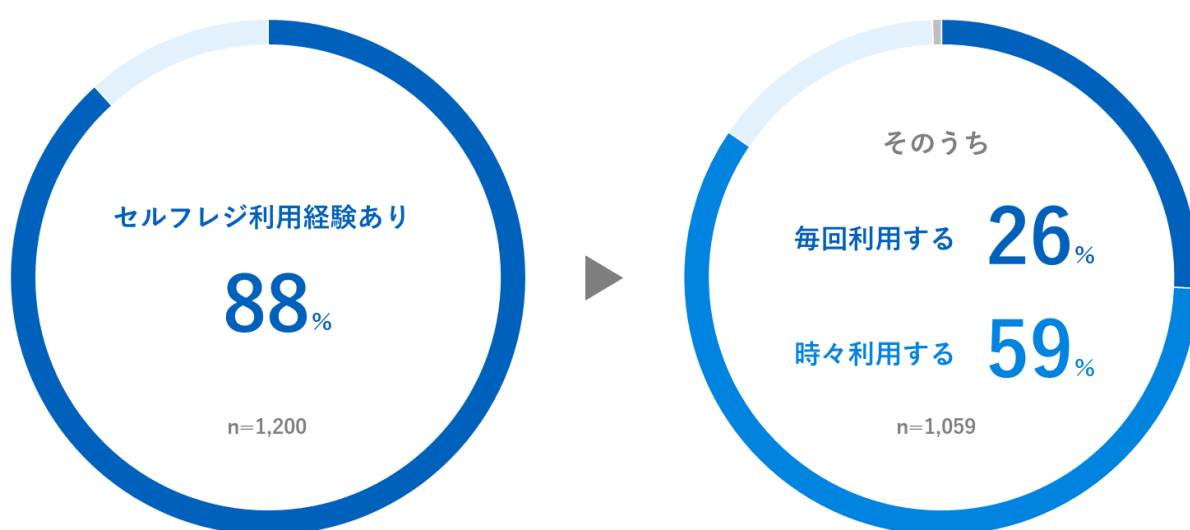 セルフレジ利用経験あり
88%
n=1,200
そのうち
毎回利用する 26%
時々利用する 59%
n=1,059